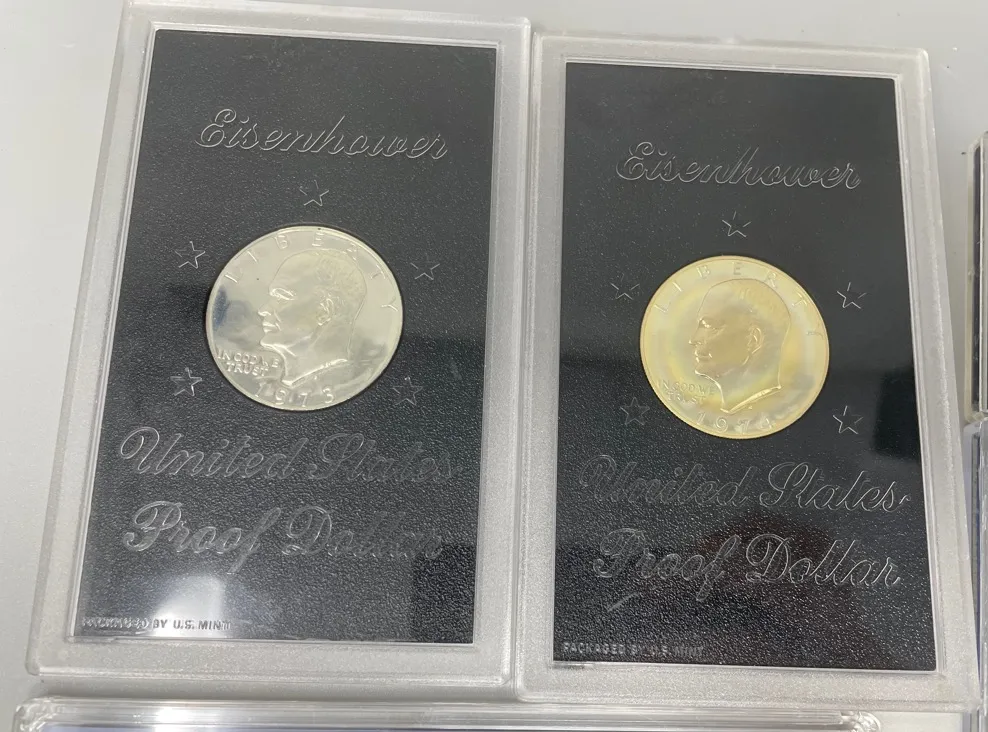 Eisenhower
LIBERTY
IN GOD WE
TRUST
1973
United States
Proof Dollar
PACKAGED BY U.S. MINT
Eisenhower
LIBERTY
IN GOD WE
TRUST
1974
United States
Proof Dollar
PACKAGED BY U.S. MINT